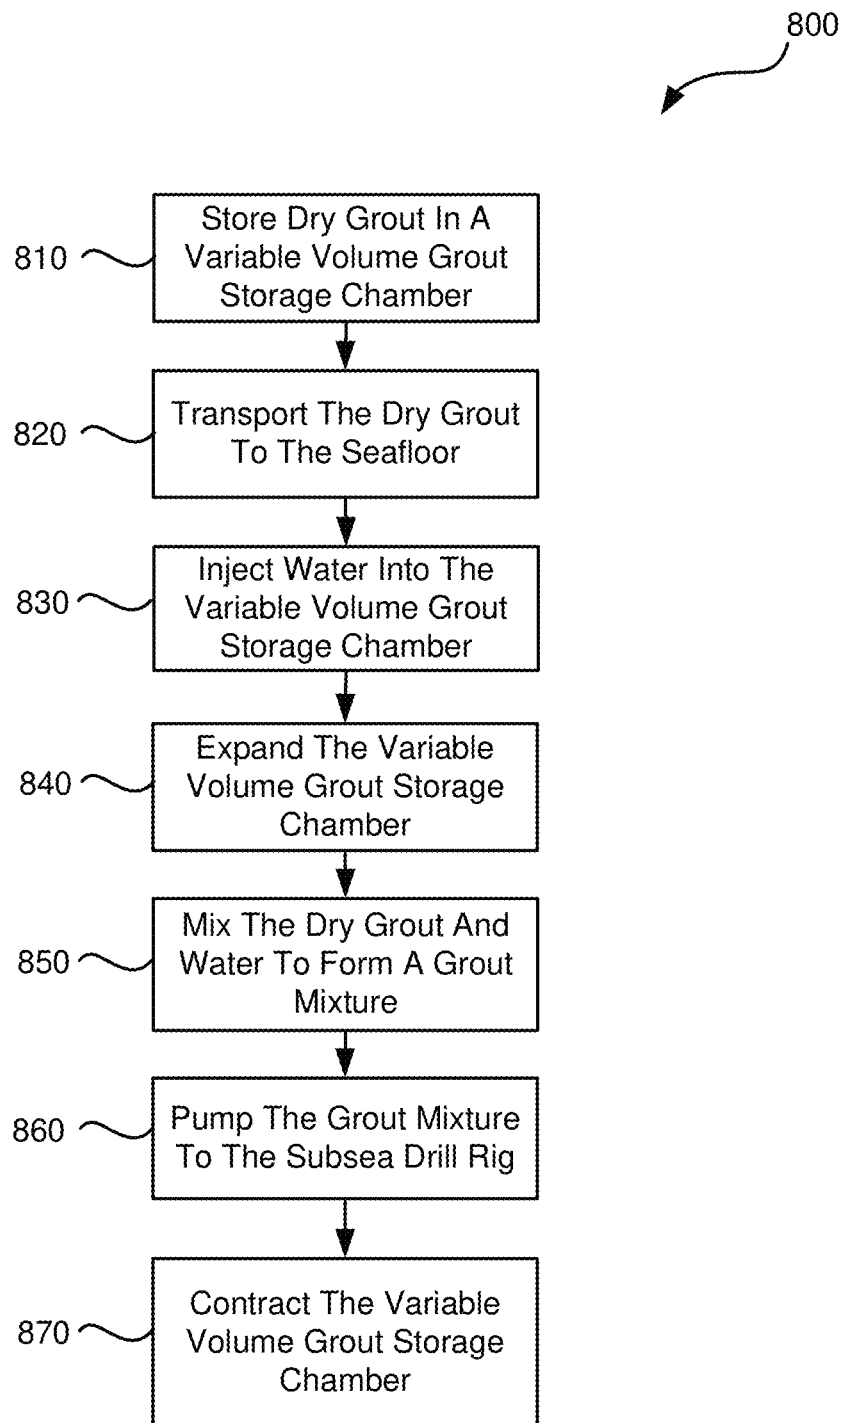 800
810
Store Dry Grout In A
Variable Volume Grout
Storage Chamber
820
Transport The Dry Grout
To The Seafloor
830
Inject Water Into The
Variable Volume Grout
Storage Chamber
840
Expand The Variable
Volume Grout Storage
Chamber
850
Mix The Dry Grout And
Water To Form A Grout
Mixture
860
Pump The Grout Mixture
To The Subsea Drill Rig
870
Contract The Variable
Volume Grout Storage
Chamber